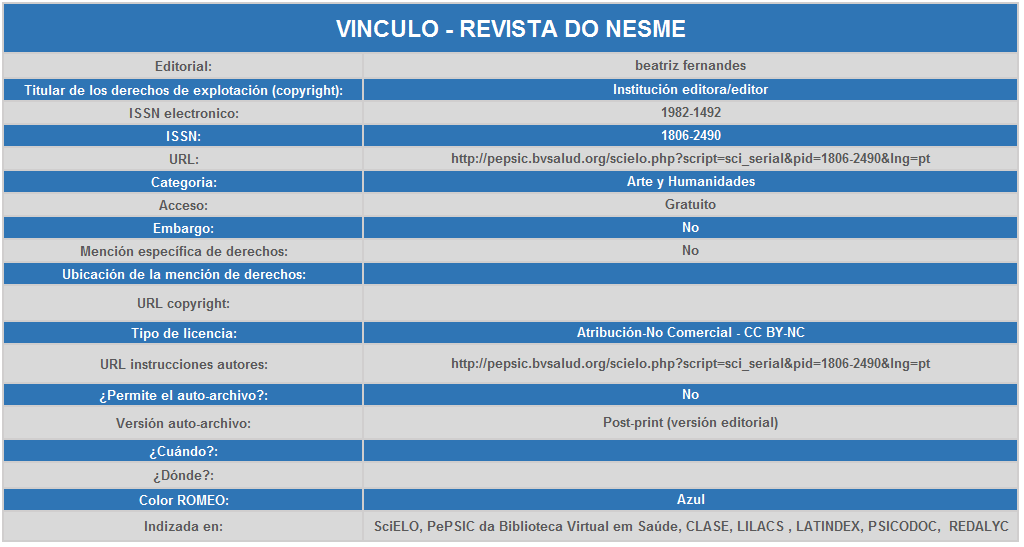 VINCULO - REVISTA DO NESME
Editorial: beatriz fernandes
Titular de los derechos de explotación (copyright): Institución editora/editor
ISSN electronico: 1982-1492
ISSN: 1806-2490
URL: http://pepsic.bvsalud.org/scielo.php?script=sci_serial&pid=1806-2490&lng=pt
Categoria: Arte y Humanidades
Acceso: Gratuito
Embargo: No
Mención específica de derechos: No
Ubicación de la mención de derechos:
URL copyright:
Tipo de licencia: Atribución-No Comercial - CC BY-NC
URL instrucciones autores: http://pepsic.bvsalud.org/scielo.php?script=sci_serial&pid=1806-2490&lng=pt
¿Permite el auto-archivo?: No
Versión auto-archivo: Post-print (versión editorial)
¿Cuándo?:
¿Dónde?:
Color ROMEO: Azul
Indizada en: SciELO, PePSIC da Biblioteca Virtual em Saúde, CLASE, LILACS , LATINDEX, PSICODOC, REDALYC